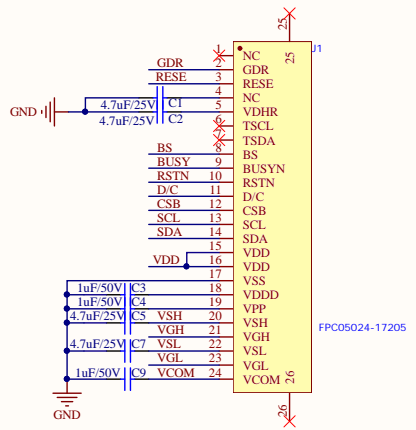 25
J1
1 NC 25
GDR 2 GDR
RESE 3 RESE
4 NC
4.7uF/25V C1 5 VDHR
GND
4.7uF/25V C2 6 TSCL
7 TSDA
BS 8 BS
BUSY 9 BUSYN
RSTN 10 RSTN
D/C 11 D/C
CSB 12 CSB
SCL 13 SCL
SDA 14 SDA
15 VDD
VDD 16 VDD
17 VSS
1uF/50V C3 18 VDDD
1uF/50V C4 19 VPP
4.7uF/25V C5 VSH 20 VSH
FPC05024-17205
VGH 21 VGH
4.7uF/25V C7 VSL 22 VSL
VGL 23 VGL
1uF/50V C9 VCOM 24 VCOM 26
GND
26